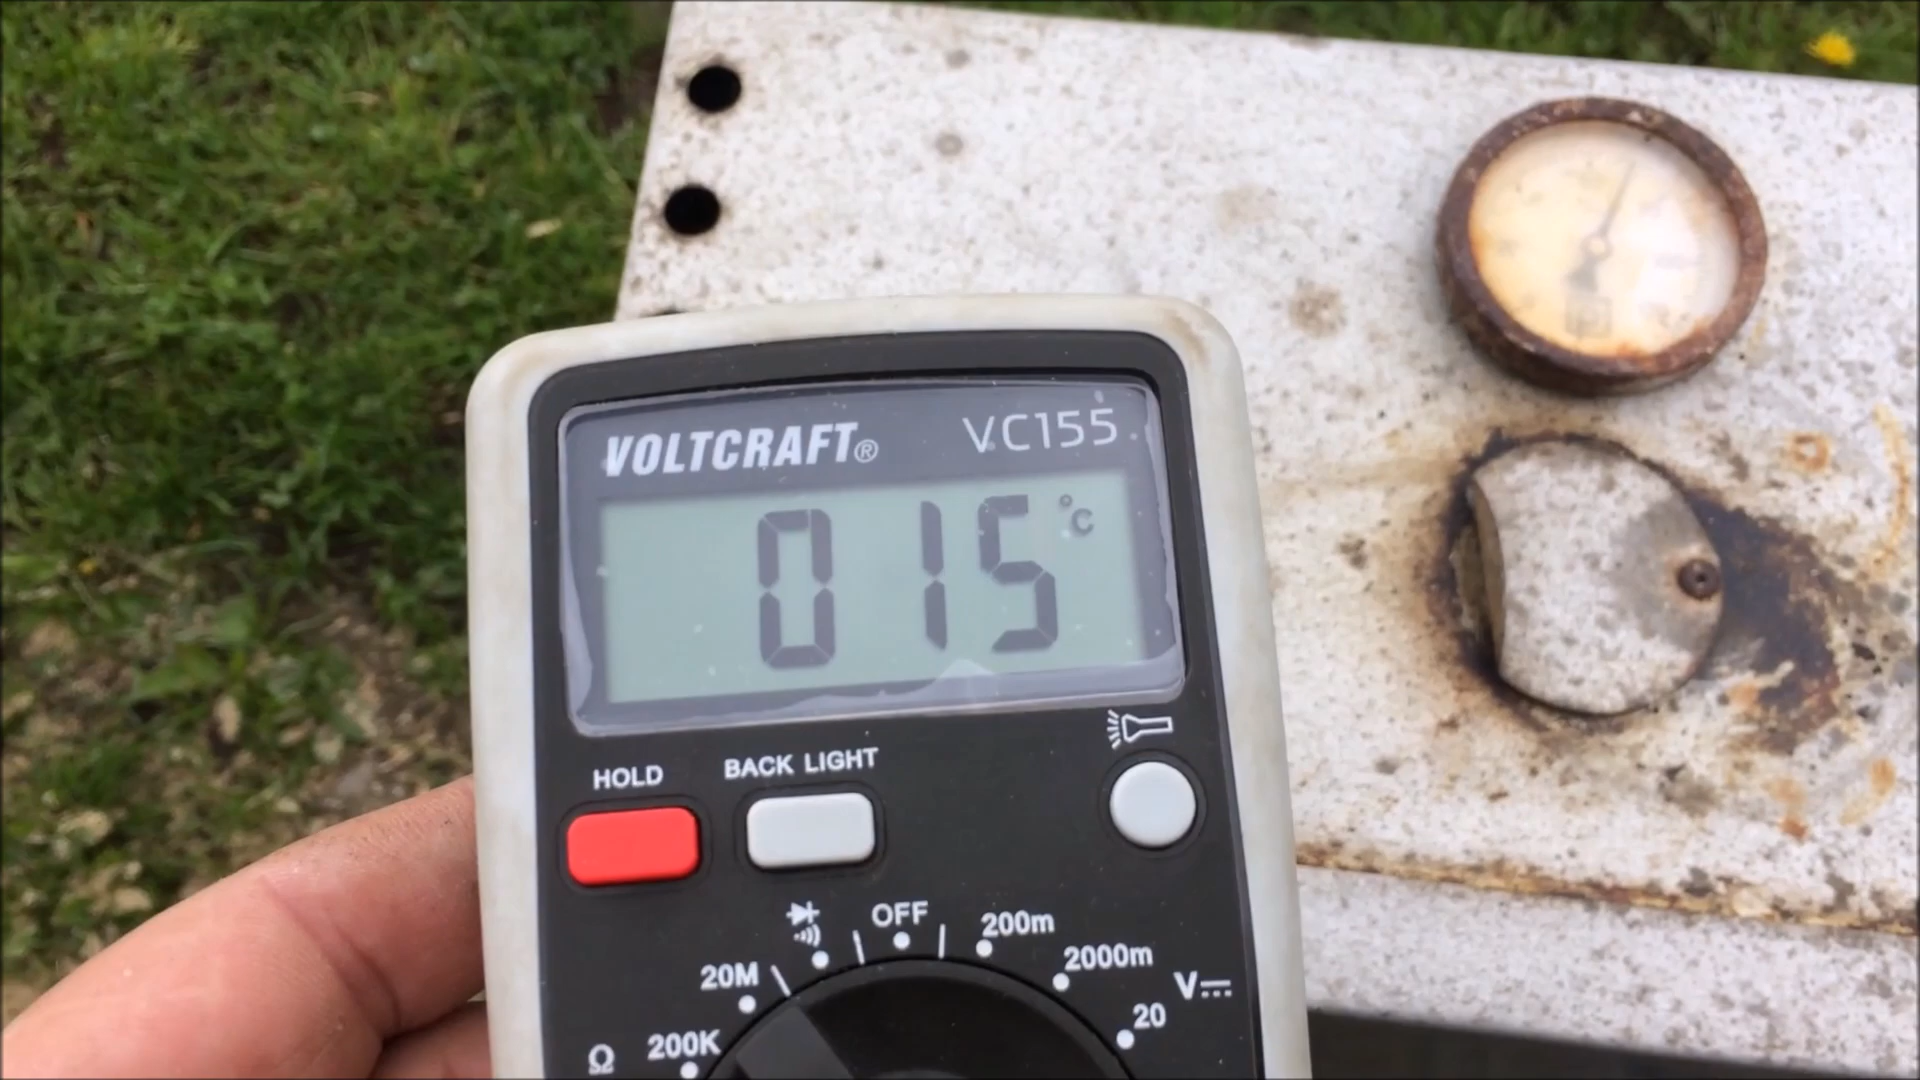 VOLTCRAFT® VC155
015 °C
HOLD
BACK LIGHT
OFF
200m
20M
2000m
V
20
Ω
200K